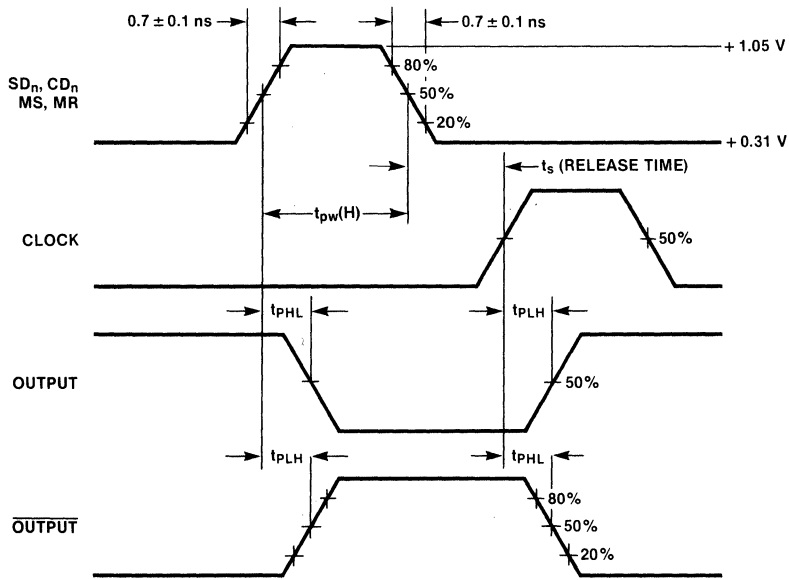 0.7 ± 0.1 ns
0.7 ± 0.1 ns
+ 1.05 V
80%
SDn, CDn
MS, MR
50%
20%
+ 0.31 V
ts (RELEASE TIME)
tpw(H)
CLOCK
50%
tPHL
tPLH
OUTPUT
50%
tPLH
tPHL
80%
OUTPUT
50%
20%